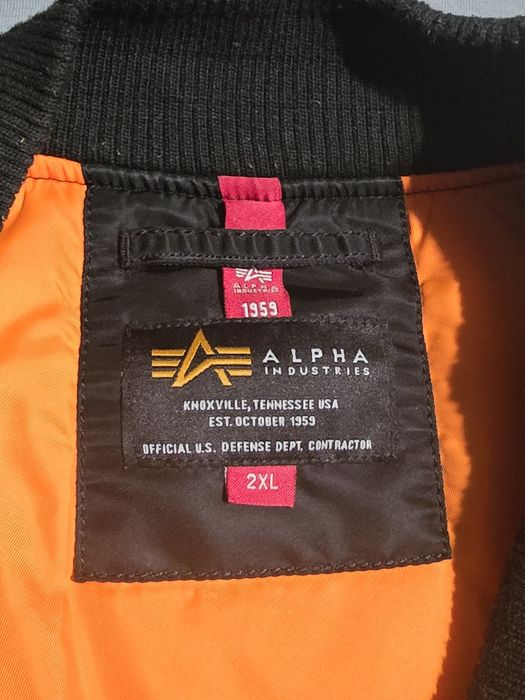 ALPHA
INDUSTRIES
1959
ALPHA
INDUSTRIES
KNOXVILLE, TENNESSEE USA
EST. OCTOBER 1959
OFFICIAL U.S. DEFENSE DEPT. CONTRACTOR
2XL